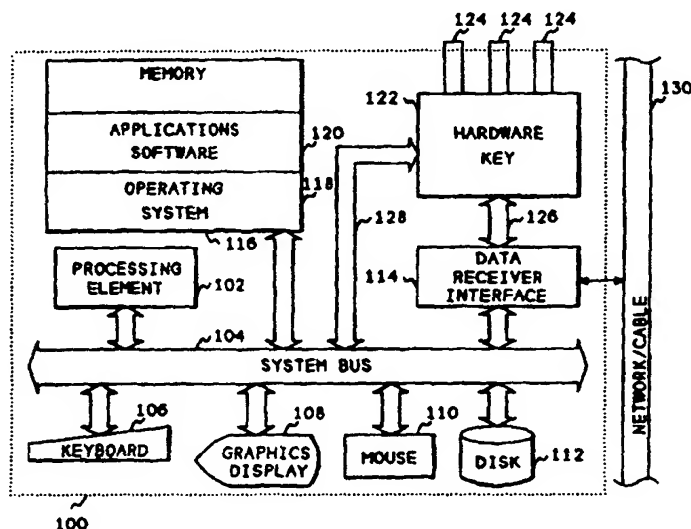 124 124 124
130
MEMORY
122
APPLICATIONS
SOFTWARE
120
HARDWARE
KEY
OPERATING
SYSTEM
118
116
128
126
PROCESSING
ELEMENT
102
114
DATA
RECEIVER
INTERFACE
104
SYSTEM BUS
NETWORK/CABLE
106
KEYBOARD
108
GRAPHICS
DISPLAY
110
MOUSE
DISK
112
100